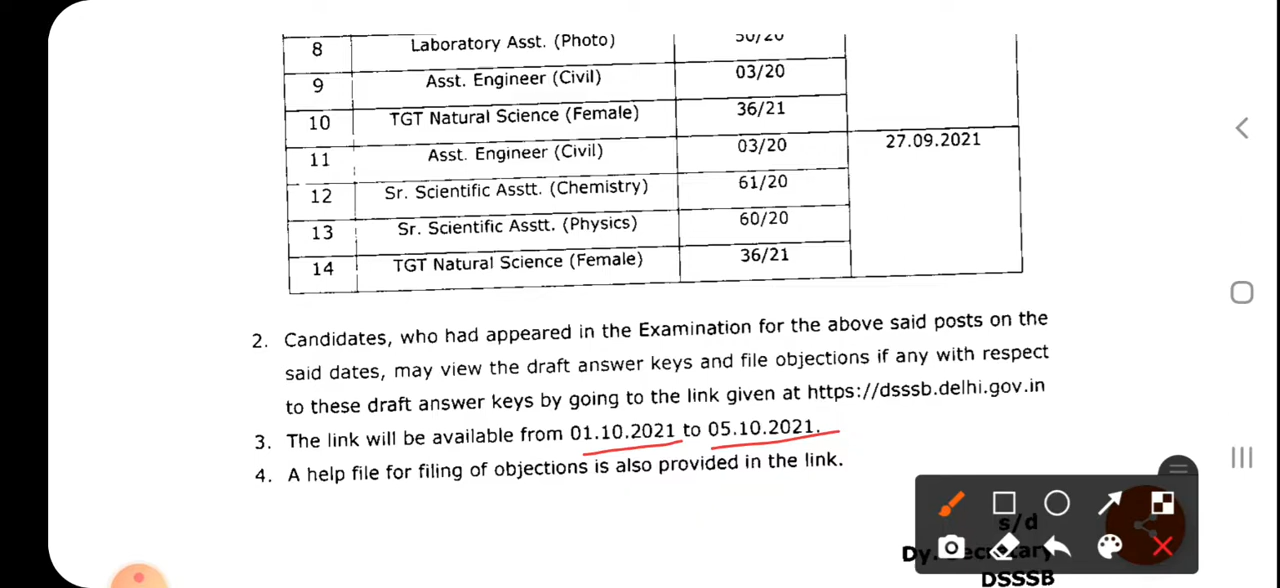 8 Laboratory Asst. (Photo) 50/20
9 Asst. Engineer (Civil) 03/20
10 TGT Natural Science (Female) 36/21
11 Asst. Engineer (Civil) 03/20 27.09.2021
12 Sr. Scientific Asstt. (Chemistry) 61/20
13 Sr. Scientific Asstt. (Physics) 60/20
14 TGT Natural Science (Female) 36/21
2. Candidates, who had appeared in the Examination for the above said posts on the
said dates, may view the draft answer keys and file objections if any with respect
to these draft answer keys by going to the link given at https://dsssb.delhi.gov.in
3. The link will be available from 01.10.2021 to 05.10.2021.
4. A help file for filing of objections is also provided in the link.
s/d
Dy.
DSSSB